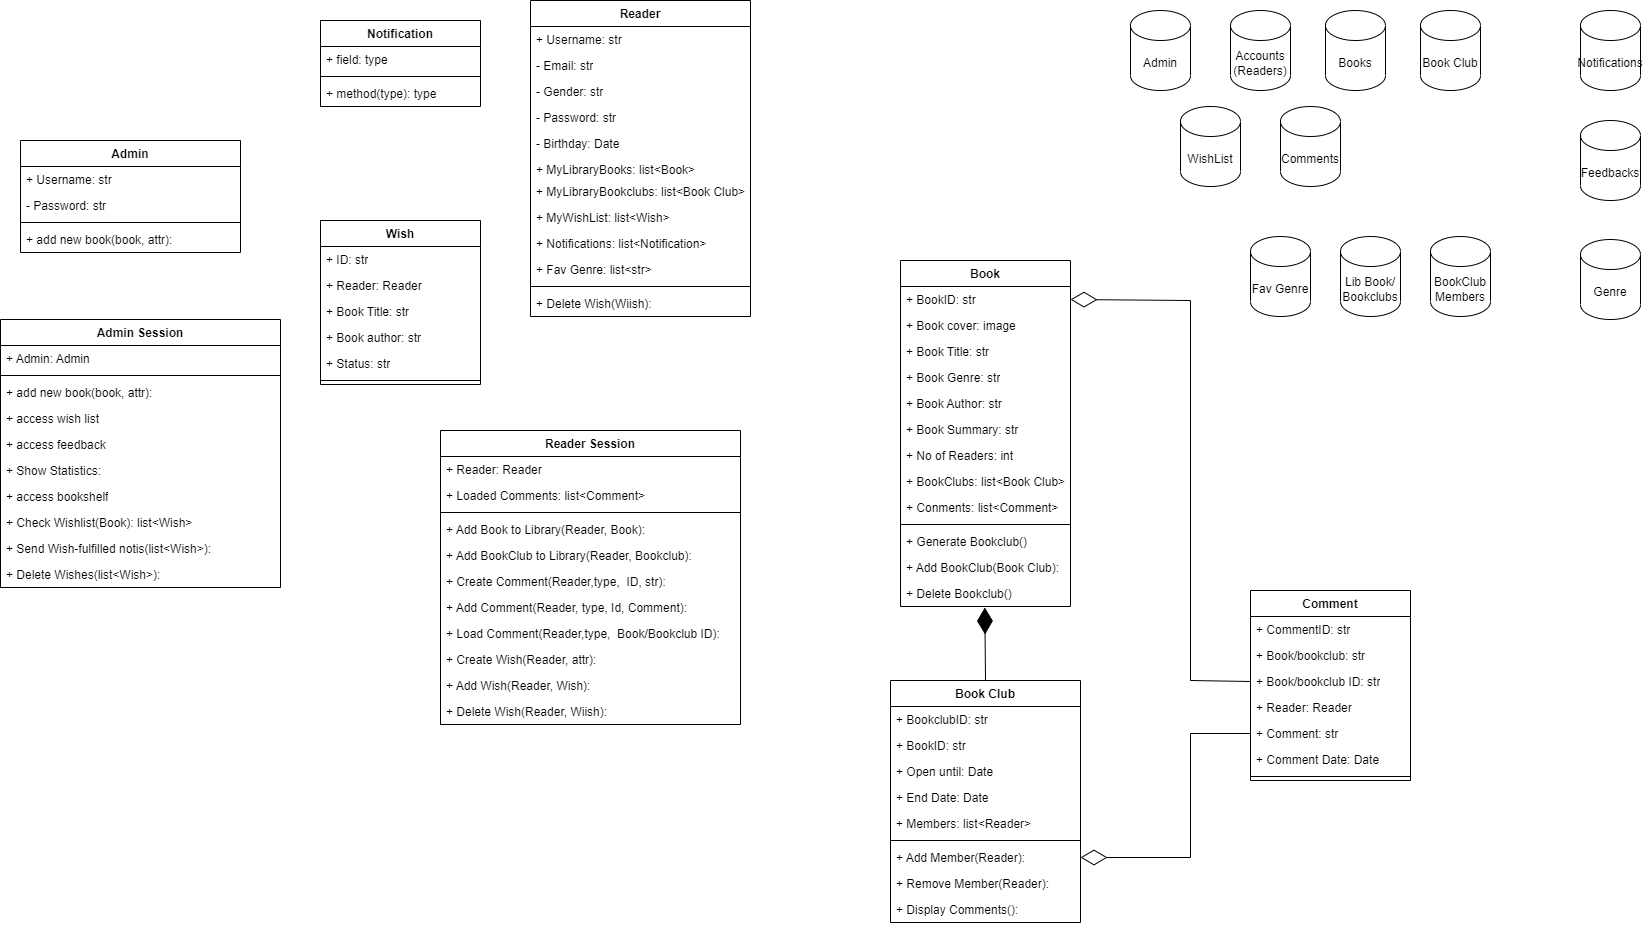 Notification
+ field: type
+ method(type): type
Reader
+ Username: str
- Email: str
- Gender: str
- Password: str
- Birthday: Date
+ MyLibraryBooks: list<Book>
+ MyLibraryBookclubs: list<Book Club>
+ MyWishList: list<Wish>
+ Notifications: list<Notification>
+ Fav Genre: list<str>
+ Delete Wish(Wiish):
Admin
+ Username: str
- Password: str
+ add new book(book, attr):
Wish
+ ID: str
+ Reader: Reader
+ Book Title: str
+ Book author: str
+ Status: str
Admin Session
+ Admin: Admin
+ add new book(book, attr):
+ access wish list
+ access feedback
+ Show Statistics:
+ access bookshelf
+ Check Wishlist(Book): list<Wish>
+ Send Wish-fulfilled notis(list<Wish>):
+ Delete Wishes(list<Wish>):
Reader Session
+ Reader: Reader
+ Loaded Comments: list<Comment>
+ Add Book to Library(Reader, Book):
+ Add BookClub to Library(Reader, Bookclub):
+ Create Comment(Reader,type,  ID, str):
+ Add Comment(Reader, type, Id, Comment):
+ Load Comment(Reader,type,  Book/Bookclub ID):
+ Create Wish(Reader, attr):
+ Add Wish(Reader, Wish):
+ Delete Wish(Reader, Wiish):
Admin
Accounts
(Readers)
Books
Book Club
Notifications
WishList
Comments
Feedbacks
Fav Genre
Lib Book/
Bookclubs
BookClub
Members
Genre
Book
+ BookID: str
+ Book cover: image
+ Book Title: str
+ Book Genre: str
+ Book Author: str
+ Book Summary: str
+ No of Readers: int
+ BookClubs: list<Book Club>
+ Conments: list<Comment>
+ Generate Bookclub()
+ Add BookClub(Book Club):
+ Delete Bookclub()
Book Club
+ BookclubID: str
+ BookID: str
+ Open until: Date
+ End Date: Date
+ Members: list<Reader>
+ Add Member(Reader):
+ Remove Member(Reader):
+ Display Comments():
Comment
+ CommentID: str
+ Book/bookclub: str
+ Book/bookclub ID: str
+ Reader: Reader
+ Comment: str
+ Comment Date: Date